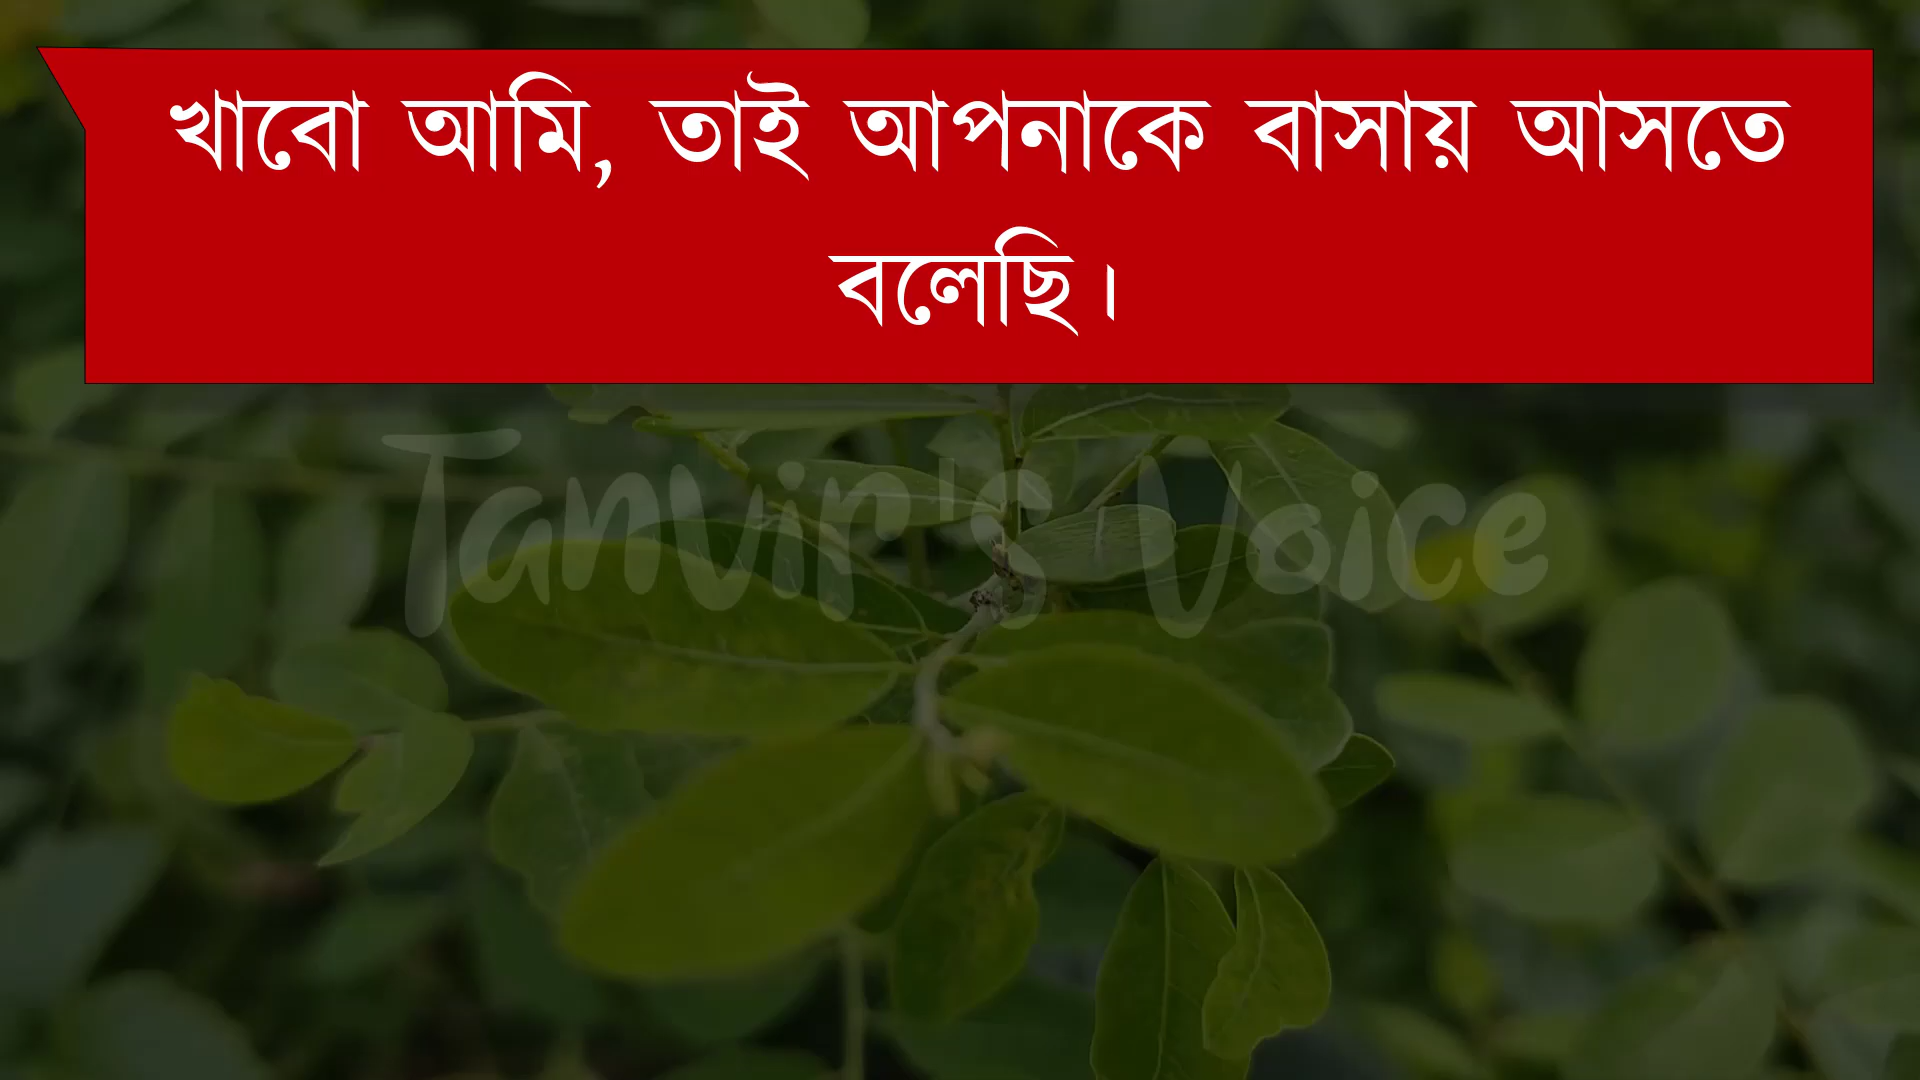 খাবো আমি, তাই আপনাকে বাসায় আসতে
বলেছি।
Tanvir's Voice